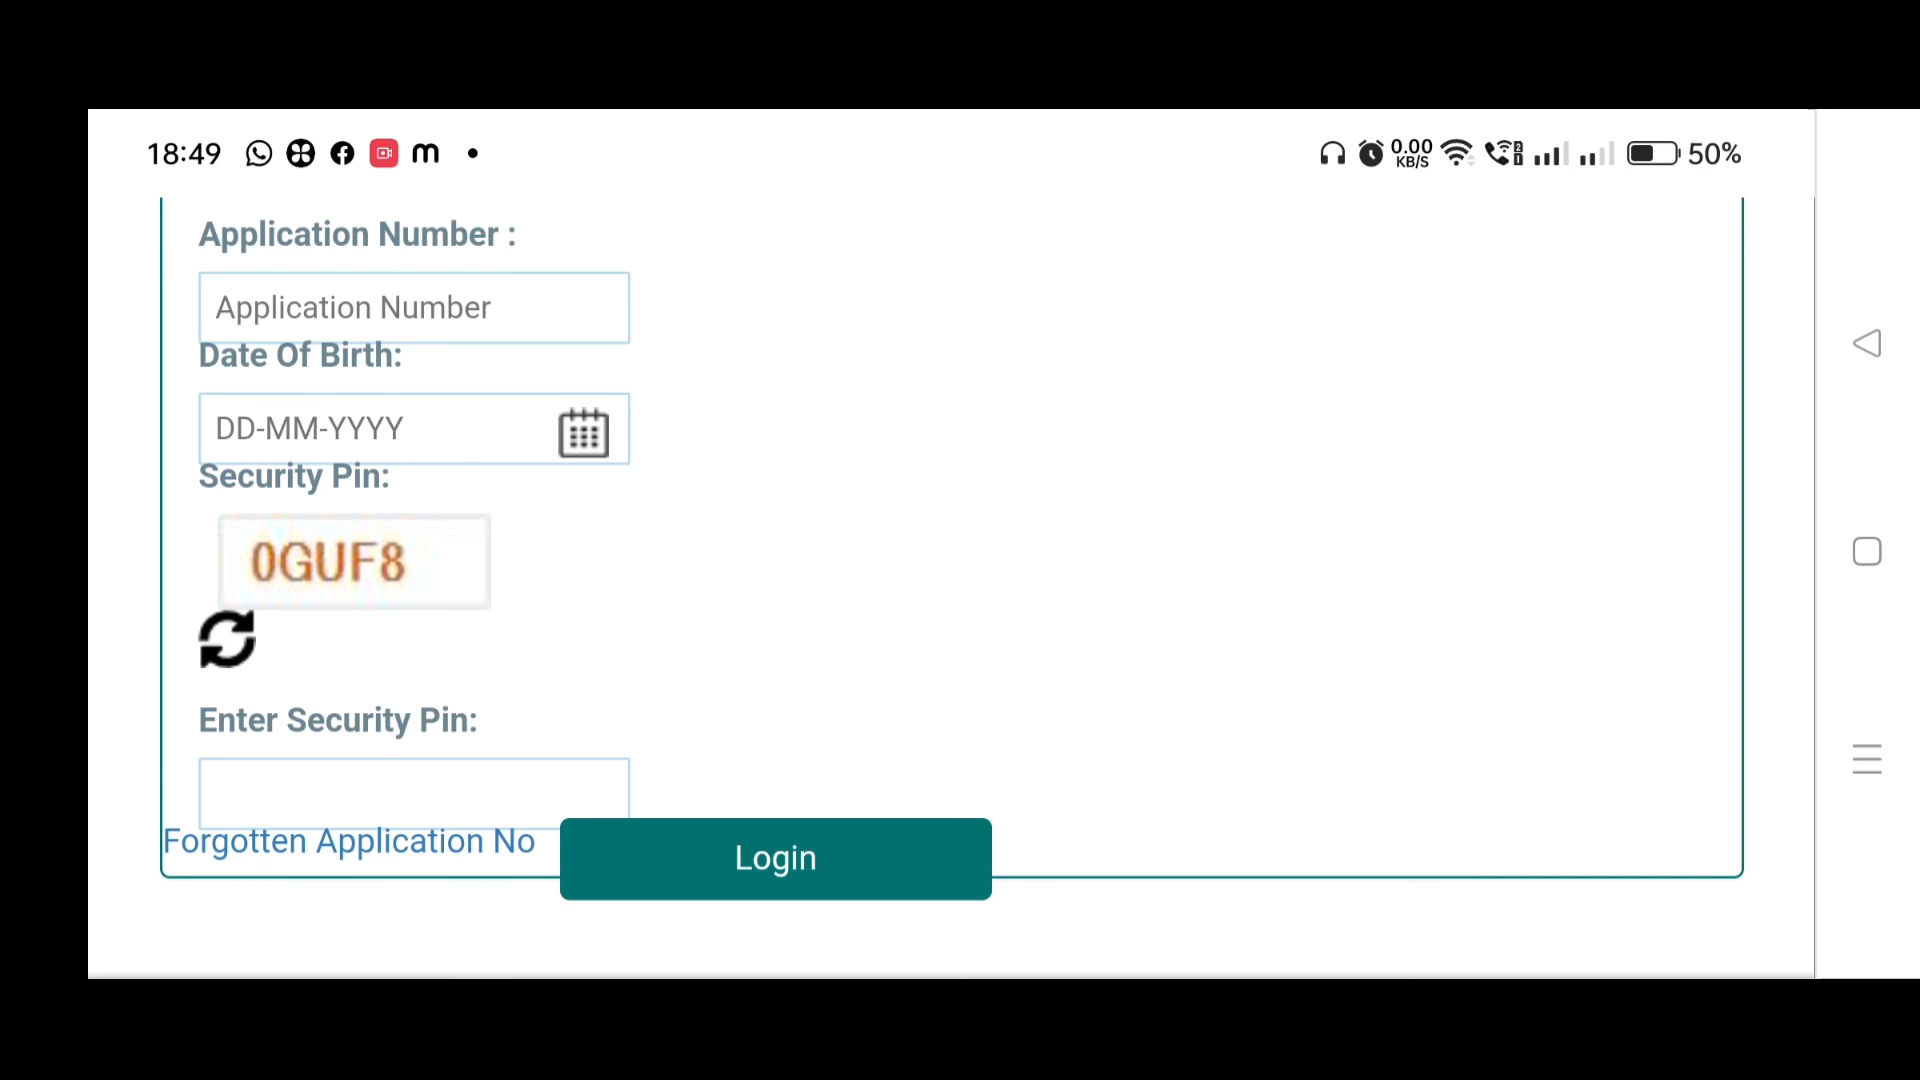 18:49 0.00 KB/S 50%
Application Number :
Application Number
Date Of Birth:
DD-MM-YYYY
Security Pin:
0GUF8
Enter Security Pin:
Forgotten Application No
Login